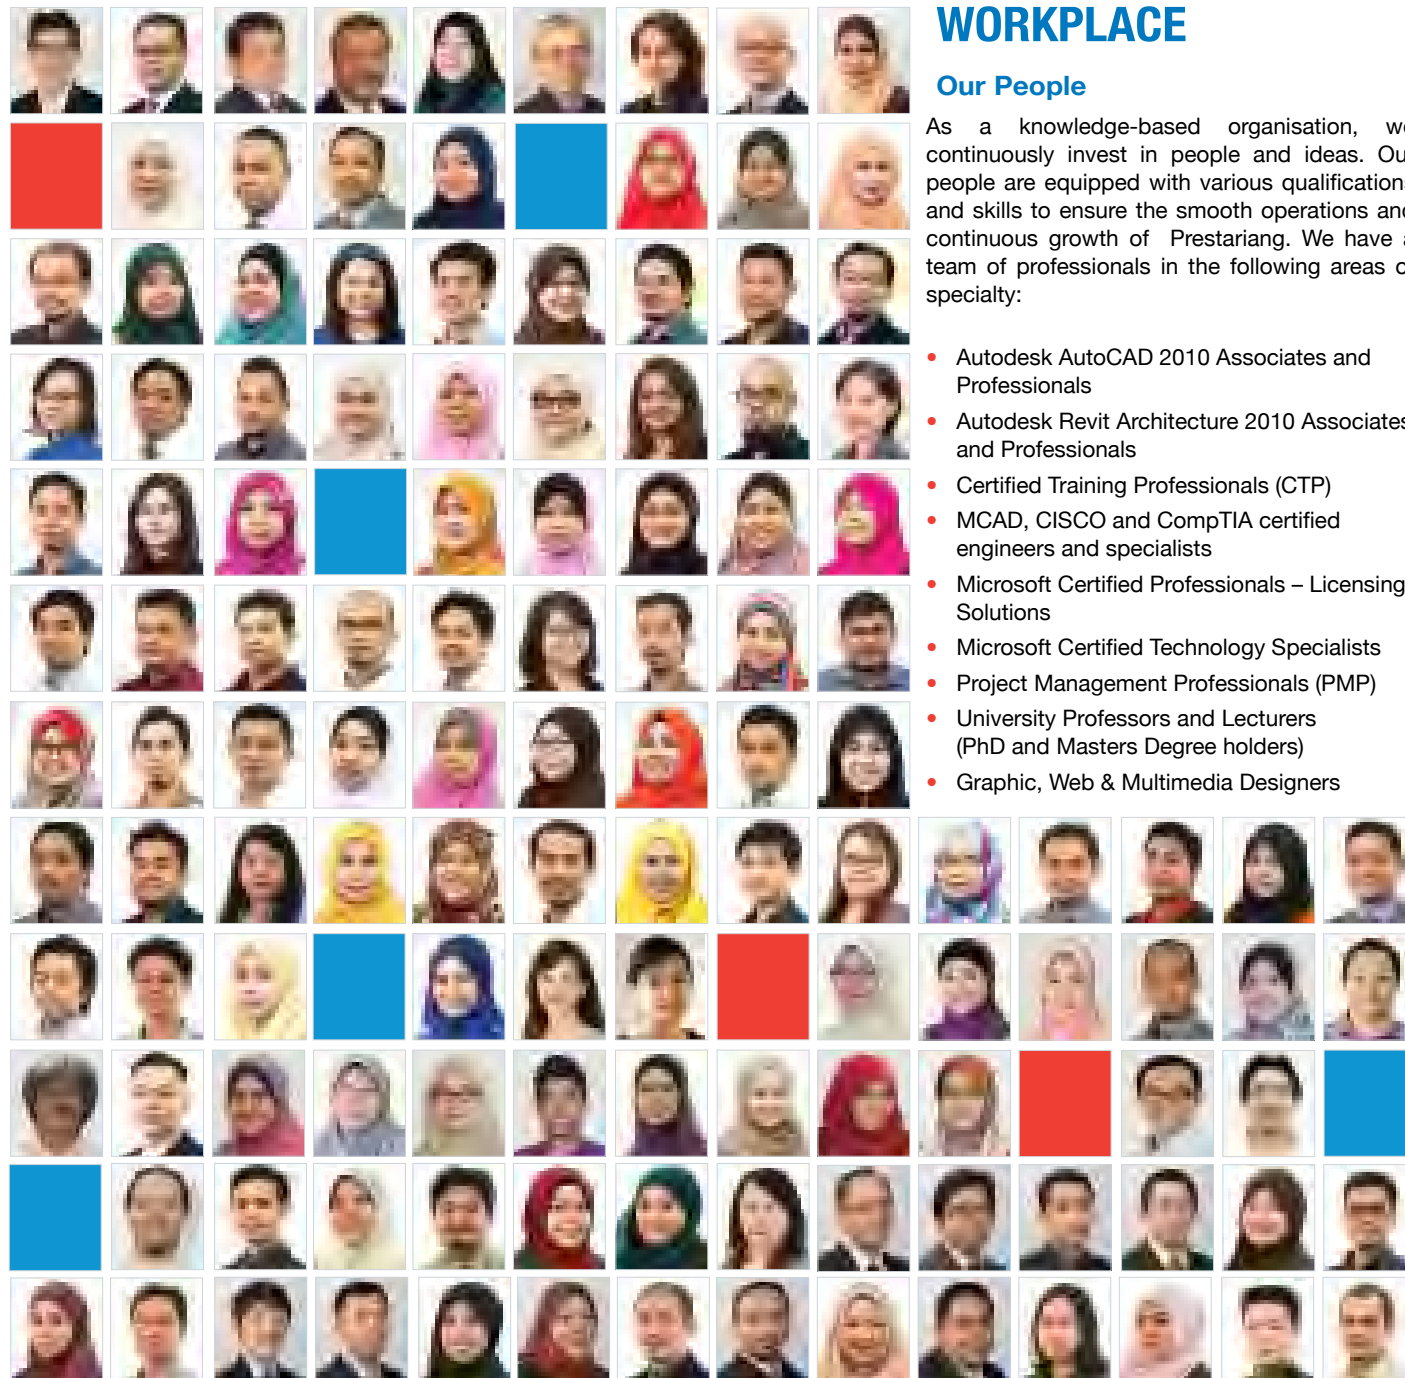 WORKPLACE
Our People
As a knowledge-based organisation, we
continuously invest in people and ideas. Our
people are equipped with various qualifications
and skills to ensure the smooth operations and
continuous growth of Prestariang. We have a
team of professionals in the following areas of
specialty:
• Autodesk AutoCAD 2010 Associates and
Professionals
• Autodesk Revit Architecture 2010 Associates
and Professionals
• Certified Training Professionals (CTP)
• MCAD, CISCO and CompTIA certified
engineers and specialists
• Microsoft Certified Professionals – Licensing
Solutions
• Microsoft Certified Technology Specialists
• Project Management Professionals (PMP)
• University Professors and Lecturers
(PhD and Masters Degree holders)
• Graphic, Web & Multimedia Designers